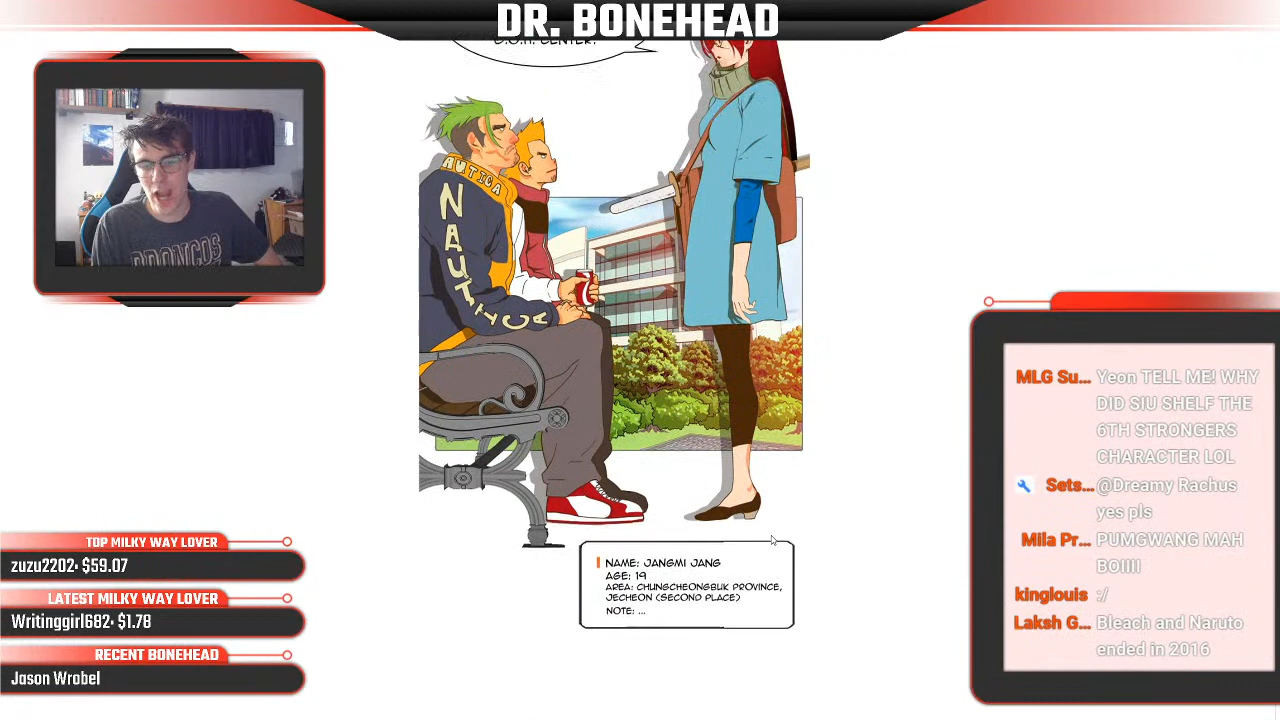 DR. BONEHEAD
CENTER.
NAUTICA
NAUTICA
BRONCOS
NAME: JANGMI JANG
AGE: 19
AREA: CHUNGCHEONGBUK PROVINCE,
JECHEON (SECOND PLACE)
NOTE: ...
TOP MILKY WAY LOVER
zuzu2202• $59.07
LATEST MILKY WAY LOVER
Writinggirl682• $1.78
RECENT BONEHEAD
Jason Wrobel
MLG Su... Yeon TELL ME! WHY
DID SIU SHELF THE
6TH STRONGERS
CHARACTER LOL
Sets... @Dreamy Rachus
yes pls
Mila Pr... PUMGWANG MAH
BOIIII
kinglouis :/
Laksh G... Bleach and Naruto
ended in 2016